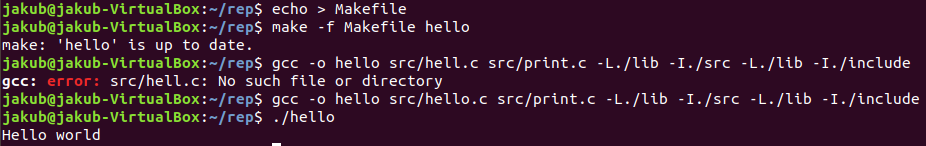 jakub@jakub-VirtualBox:~/rep$ echo > Makefile
jakub@jakub-VirtualBox:~/rep$ make -f Makefile hello
make: 'hello' is up to date.
jakub@jakub-VirtualBox:~/rep$ gcc -o hello src/hell.c src/print.c -L./lib -I./src -L./lib -I./include
gcc: error: src/hell.c: No such file or directory
jakub@jakub-VirtualBox:~/rep$ gcc -o hello src/hello.c src/print.c -L./lib -I./src -L./lib -I./include
jakub@jakub-VirtualBox:~/rep$ ./hello
Hello world